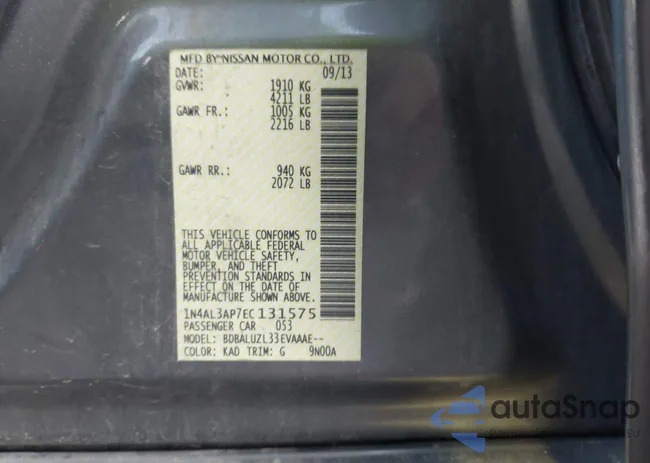 MFD BY NISSAN MOTOR CO., LTD.
DATE: 09/13
GVWR: 1910 KG
4211 LB
GAWR FR.: 1005 KG
2216 LB
GAWR RR.: 940 KG
2072 LB
THIS VEHICLE CONFORMS TO
ALL APPLICABLE FEDERAL
MOTOR VEHICLE SAFETY,
BUMPER, AND THEFT
PREVENTION STANDARDS IN
EFFECT ON THE DATE OF
MANUFACTURE SHOWN ABOVE.
1N4AL3AP7EC131575
PASSENGER CAR 053
MODEL: BDBALUZL33EVAAAE--
COLOR: KAD TRIM: G 9N00A
autoSnap